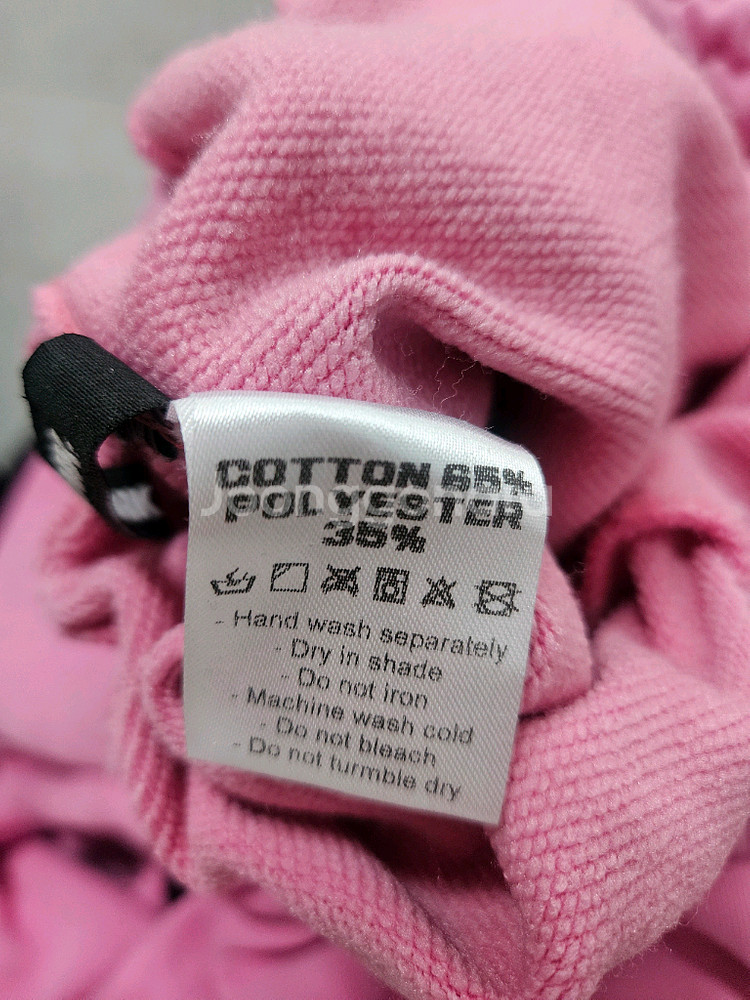 COTTON 65%
POLYESTER
35%
- Hand wash separately
- Dry in shade
- Do not iron
- Machine wash cold
- Do not bleach
- Do not turmble dry